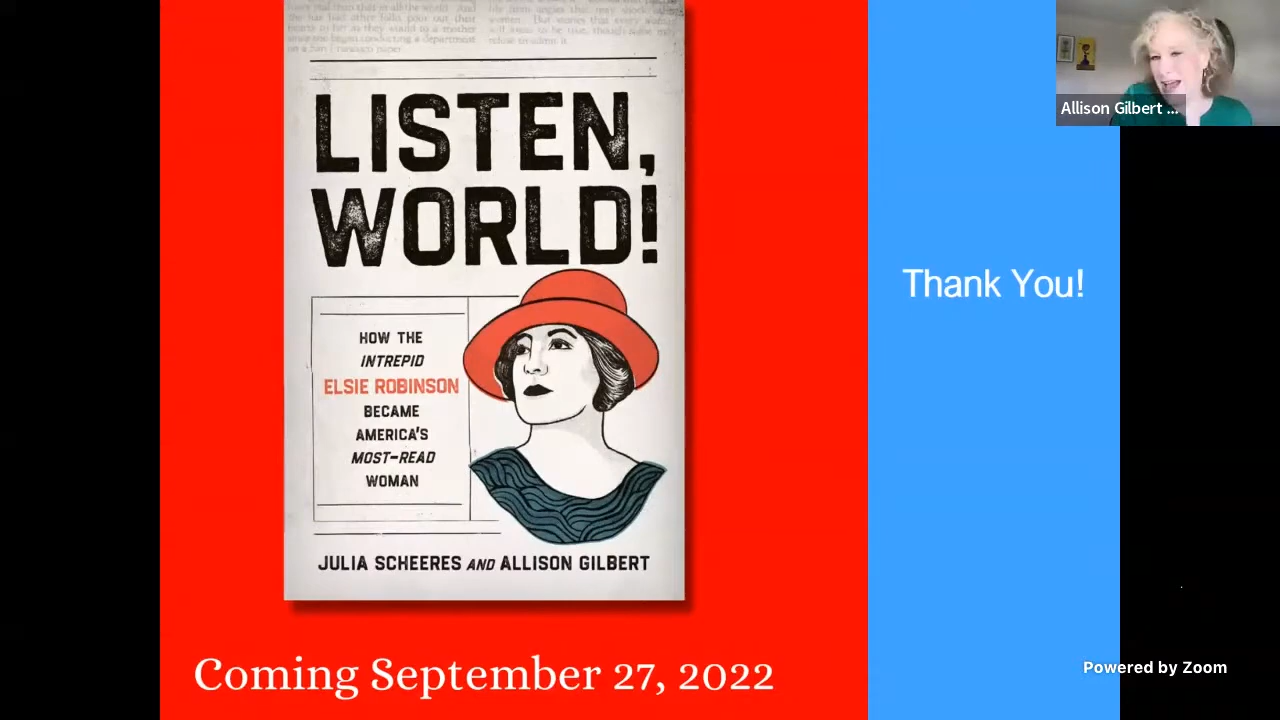 LISTEN,
WORLD!
HOW THE
INTREPID
ELSIE ROBINSON
BECAME
AMERICA'S
MOST-READ
WOMAN
JULIA SCHEERES AND ALLISON GILBERT
Coming September 27, 2022
Thank You!
Allison Gilbert ...
Powered by Zoom